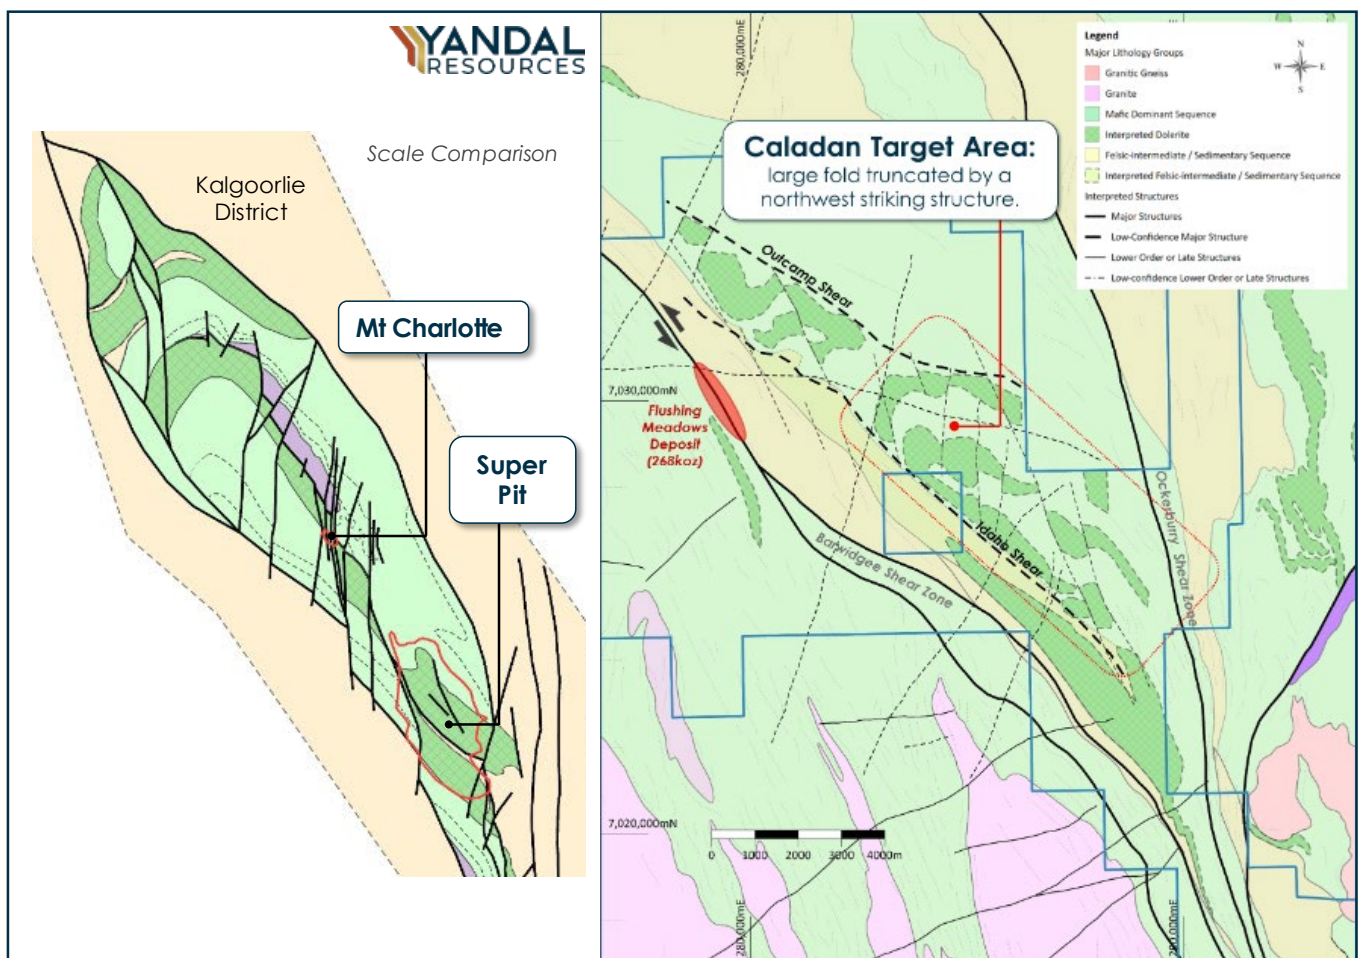 YANDAL
RESOURCES
Scale Comparison
Kalgoorlie
District
Mt Charlotte
Super
Pit
280,000mE
Caladan Target Area:
large fold truncated by a
northwest striking structure.
Legend
Major Lithology Groups
Granitic Gneiss
Granite
Mafic Dominant Sequence
Interpreted Dolerite
Felsic-intermediate / Sedimentary Sequence
Interpreted Felsic-intermediate / Sedimentary Sequence
Interpreted Structures
Major Structures
Low-Confidence Major Structure
Lower Order or Late Structures
Low-confidence Lower Order or Late Structures
N
W
E
S
Outcamp Shear
7,030,000mN
Flushing
Meadows
Deposit
(268koz)
Idaho Shear
Barwidgee Shear Zone
Ockerburry Shear Zone
7,020,000mN
0 1000 2000 3000 4000m
280,000mE